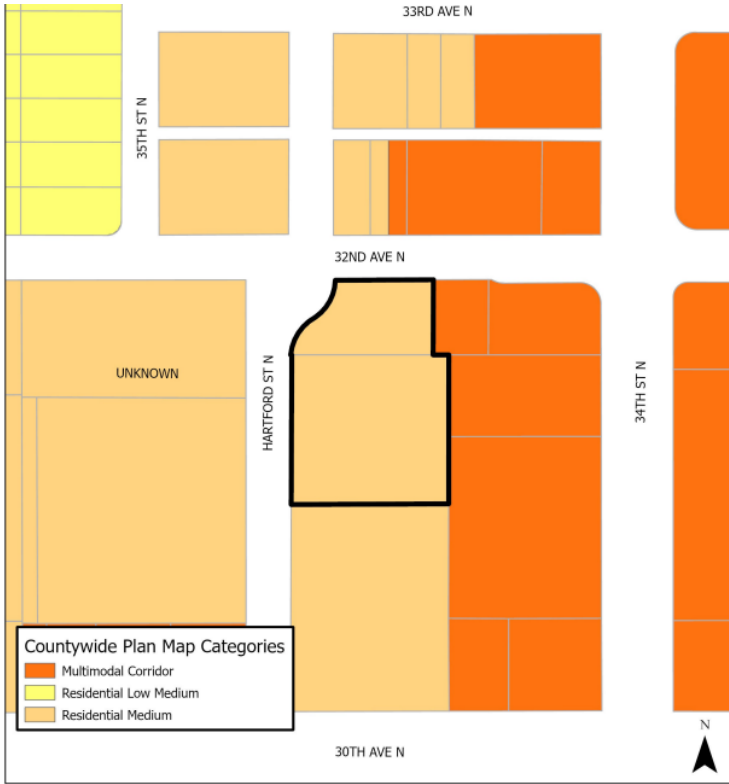 33RD AVE N
35TH ST N
32ND AVE N
UNKNOWN
HARTFORD ST N
34TH ST N
Countywide Plan Map Categories
Multimodal Corridor
Residential Low Medium
Residential Medium
30TH AVE N
N